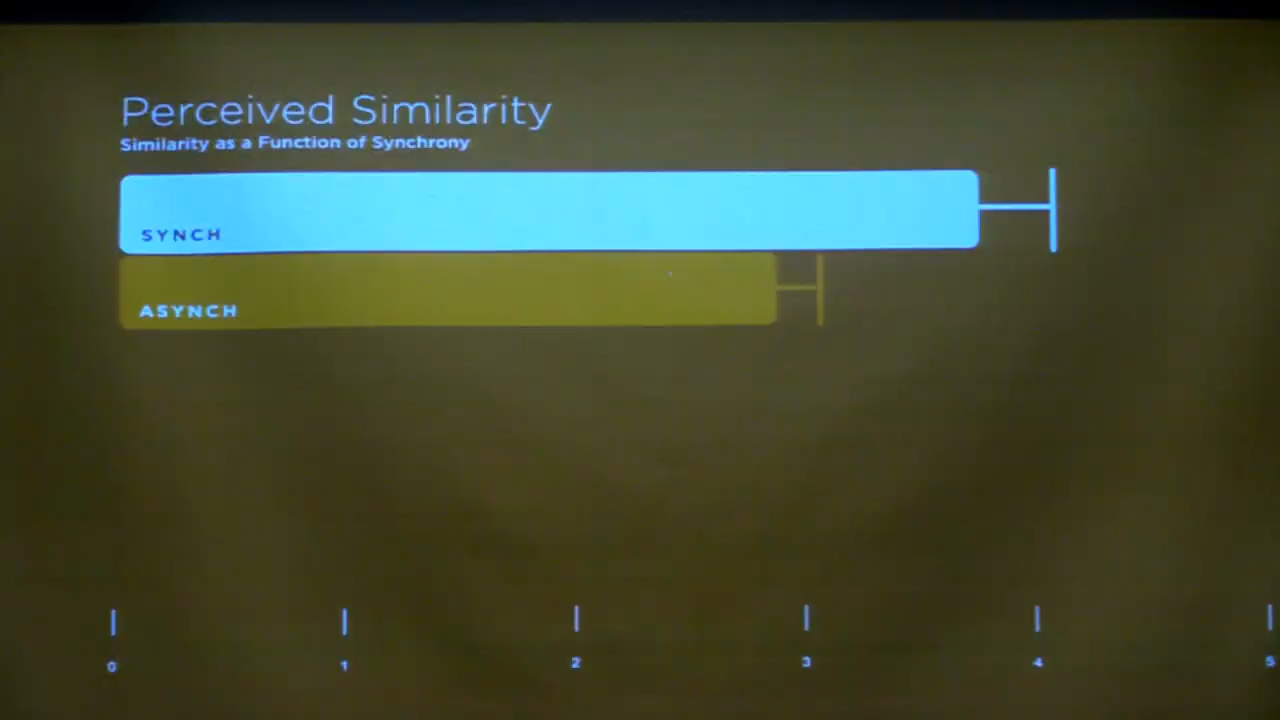 Perceived Similarity
Similarity as a Function of Synchrony
SYNCH
ASYNCH
0 1 2 3 4 5